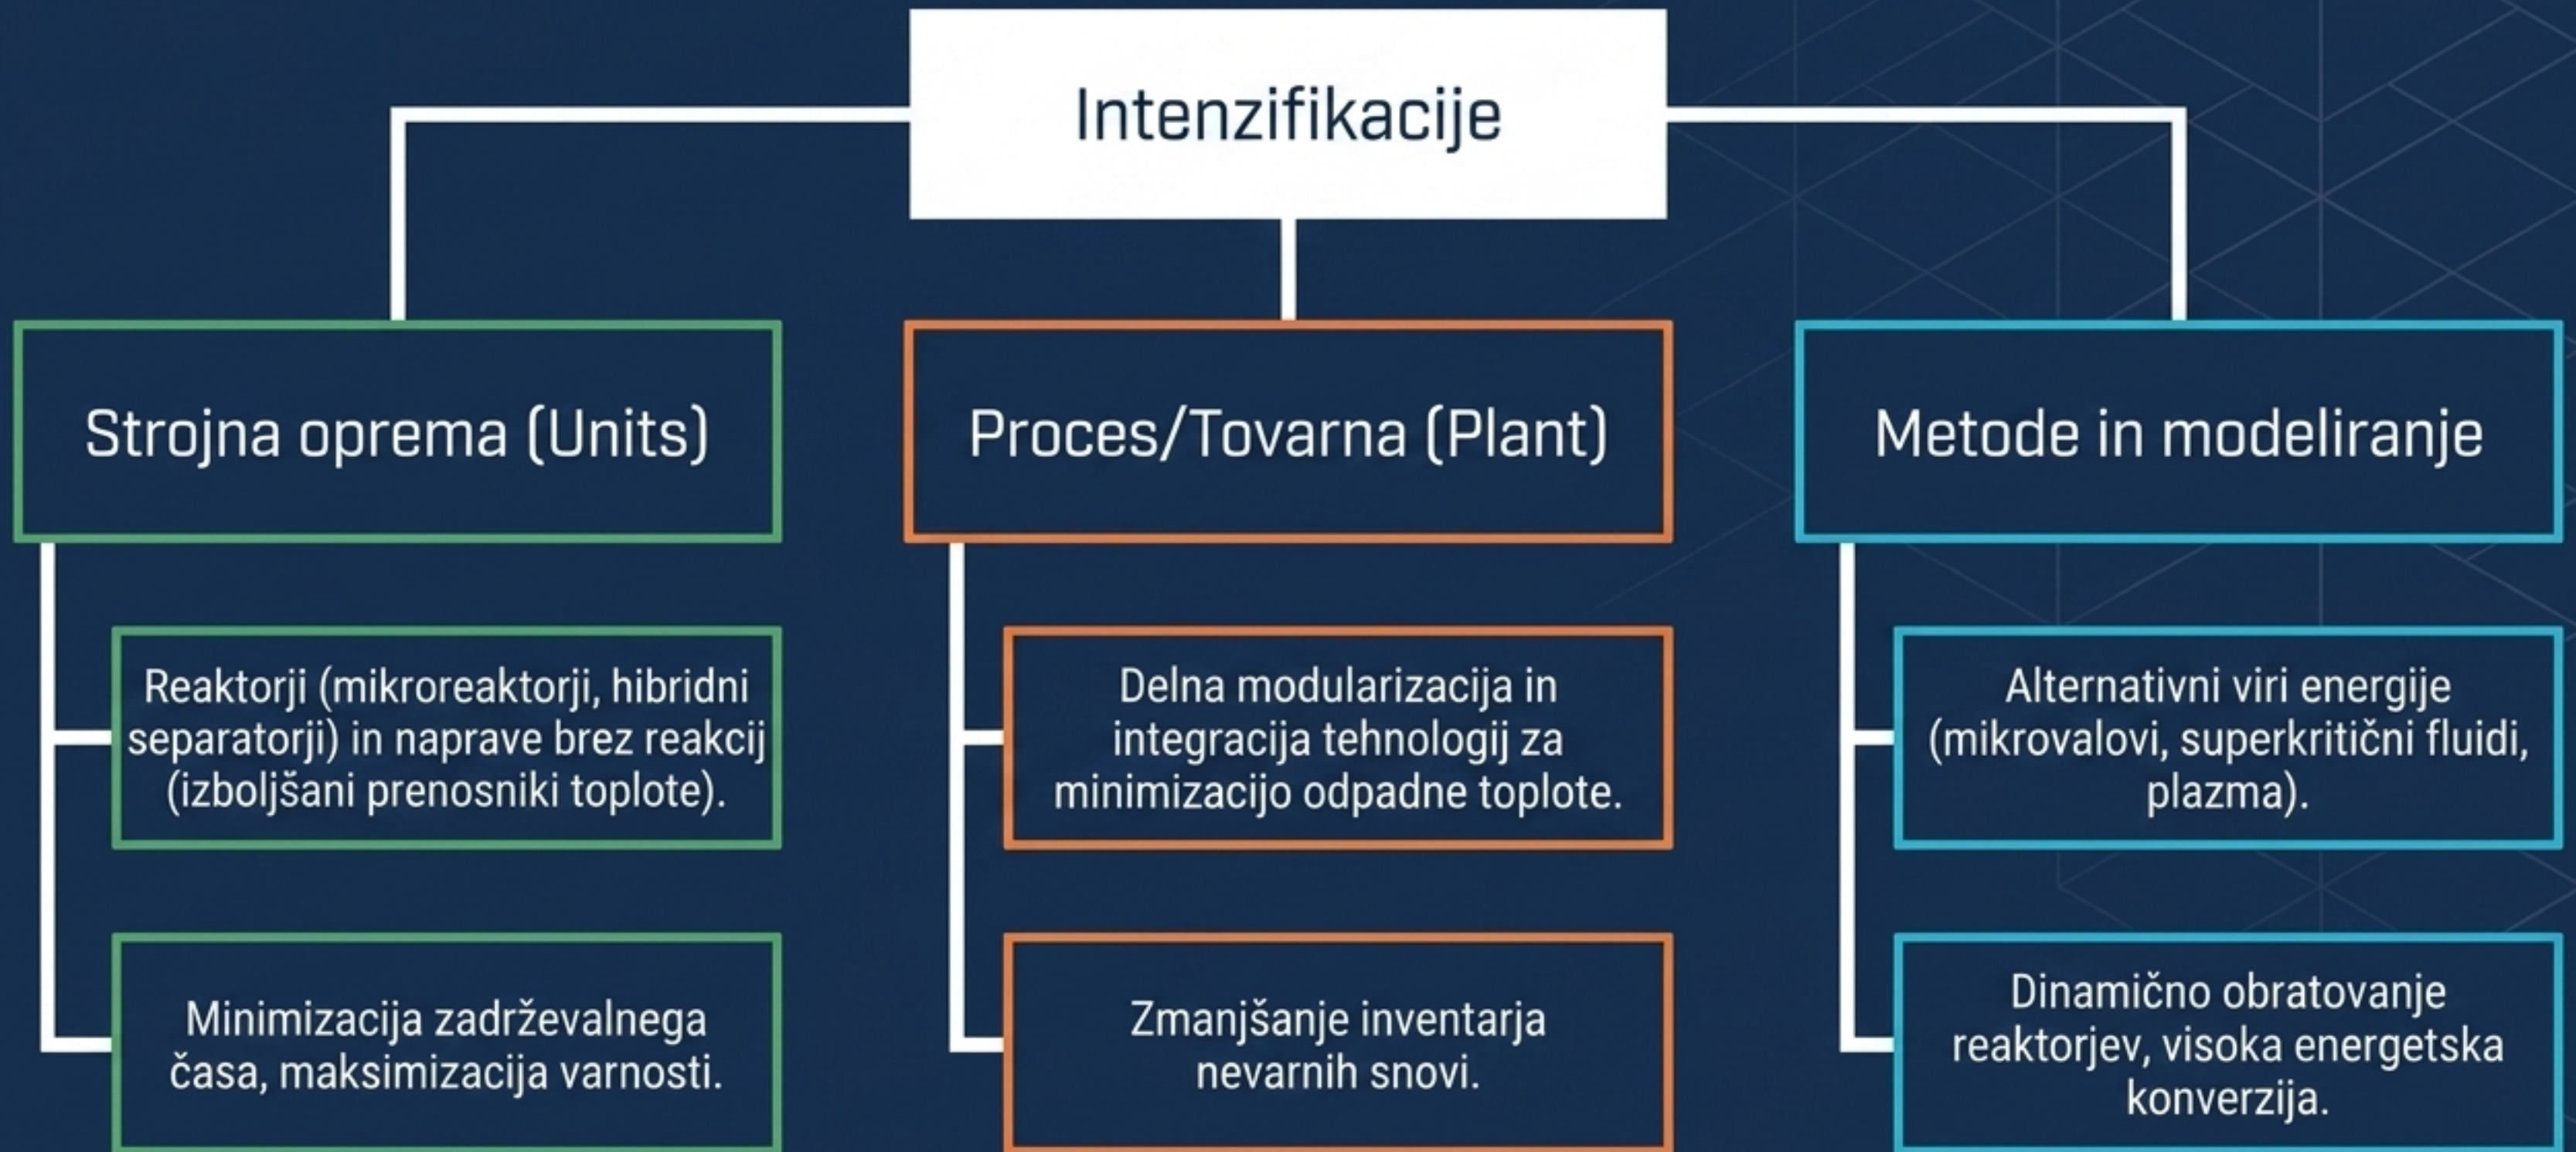 Intenzifikacije
Strojna oprema (Units)
Reaktorji (mikroreaktorji, hibridni
separatorji) in naprave brez reakcij
(izboljšani prenosniki toplote).
Minimizacija zadrževalnega
časa, maksimizacija varnosti.
Proces/Tovarna (Plant)
Delna modularizacija in
integracija tehnologij za
minimizacijo odpadne toplote.
Zmanjšanje inventarja
nevarnih snovi.
Metode in modeliranje
Alternativni viri energije
(mikrovalovi, superkritični fluidi,
plazma).
Dinamično obratovanje
reaktorjev, visoka energetska
konverzija.